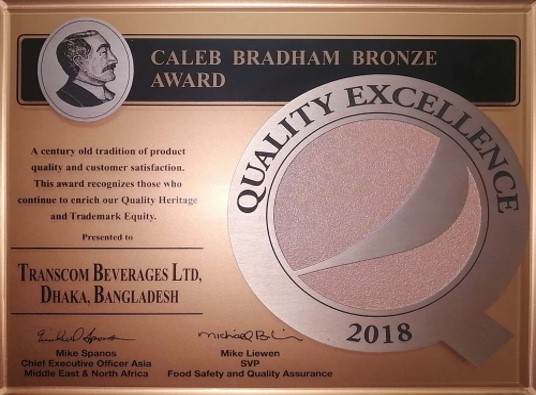 CALEB BRADHAM BRONZE
AWARD
QUALITY EXCELLENCE
A century old tradition of product
quality and customer satisfaction.
This award recognizes those who
continue to enrich our Quality Heritage
and Trademark Equity.
Presented to
TRANSCOM BEVERAGES LTD,
DHAKA, BANGLADESH
2018
Mike Spanos
Chief Executive Officer Asia
Middle East & North Africa
Mike Liewen
SVP
Food Safety and Quality Assurance